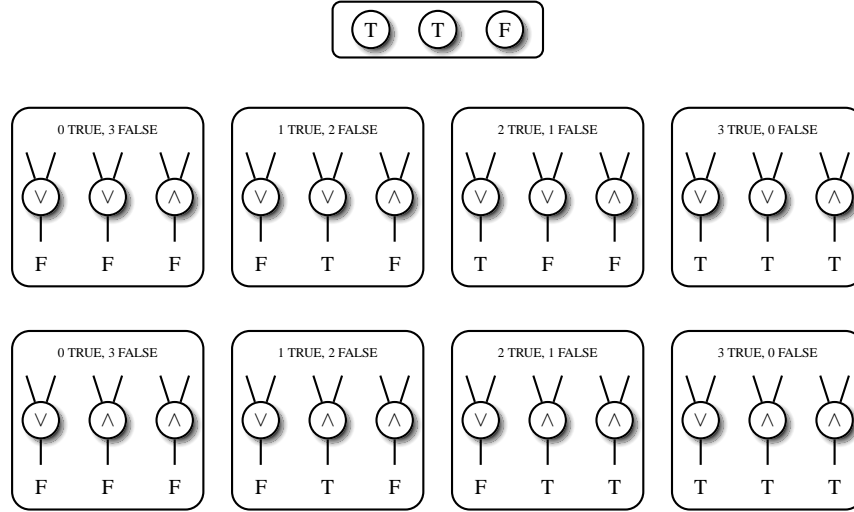 T T F
0 TRUE, 3 FALSE 1 TRUE, 2 FALSE 2 TRUE, 1 FALSE 3 TRUE, 0 FALSE
∨ ∨ ∧ ∨ ∨ ∧ ∨ ∨ ∧ ∨ ∨ ∧
F F F F T F T F F T T T
0 TRUE, 3 FALSE 1 TRUE, 2 FALSE 2 TRUE, 1 FALSE 3 TRUE, 0 FALSE
∨ ∧ ∧ ∨ ∧ ∧ ∨ ∧ ∧ ∨ ∧ ∧
F F F F T F F T T T T T